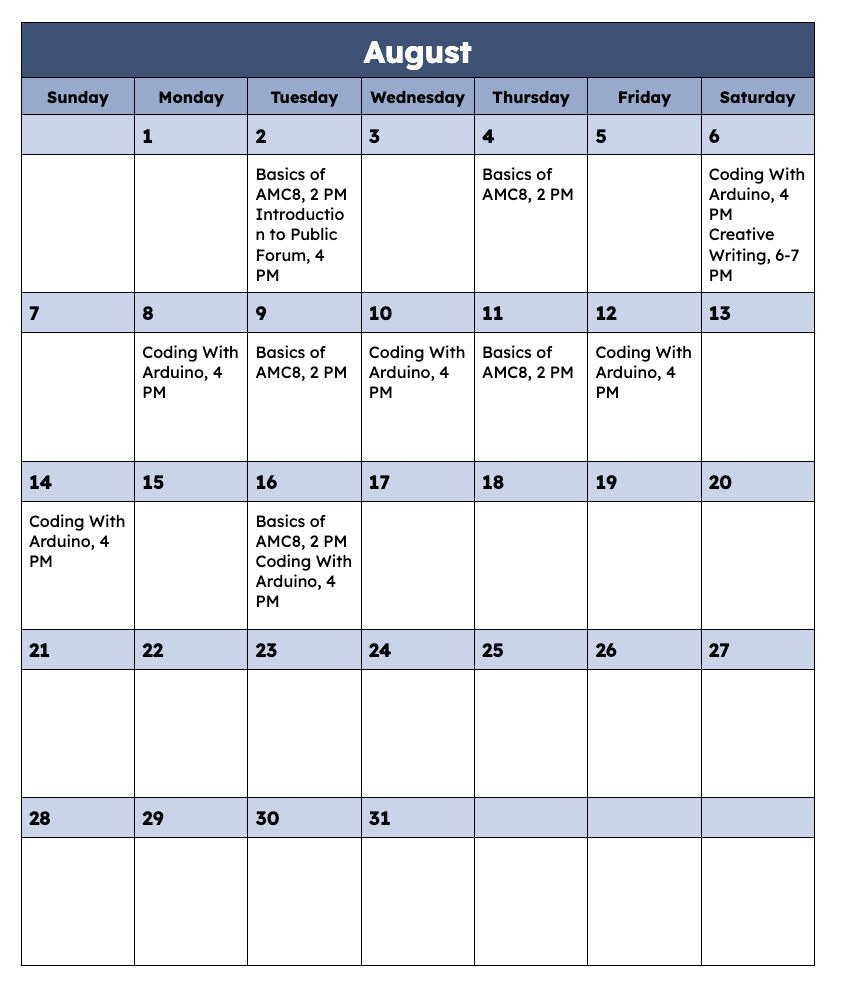 August
Sunday Monday Tuesday Wednesday Thursday Friday Saturday
1 2 3 4 5 6
Basics of
AMC8, 2 PM
Introductio
n to Public
Forum, 4
PM
Basics of
AMC8, 2 PM
Coding With
Arduino, 4
PM
Creative
Writing, 6-7
PM
7 8 9 10 11 12 13
Coding With
Arduino, 4
PM
Basics of
AMC8, 2 PM
Coding With
Arduino, 4
PM
Basics of
AMC8, 2 PM
Coding With
Arduino, 4
PM
14 15 16 17 18 19 20
Coding With
Arduino, 4
PM
Basics of
AMC8, 2 PM
Coding With
Arduino, 4
PM
21 22 23 24 25 26 27
28 29 30 31